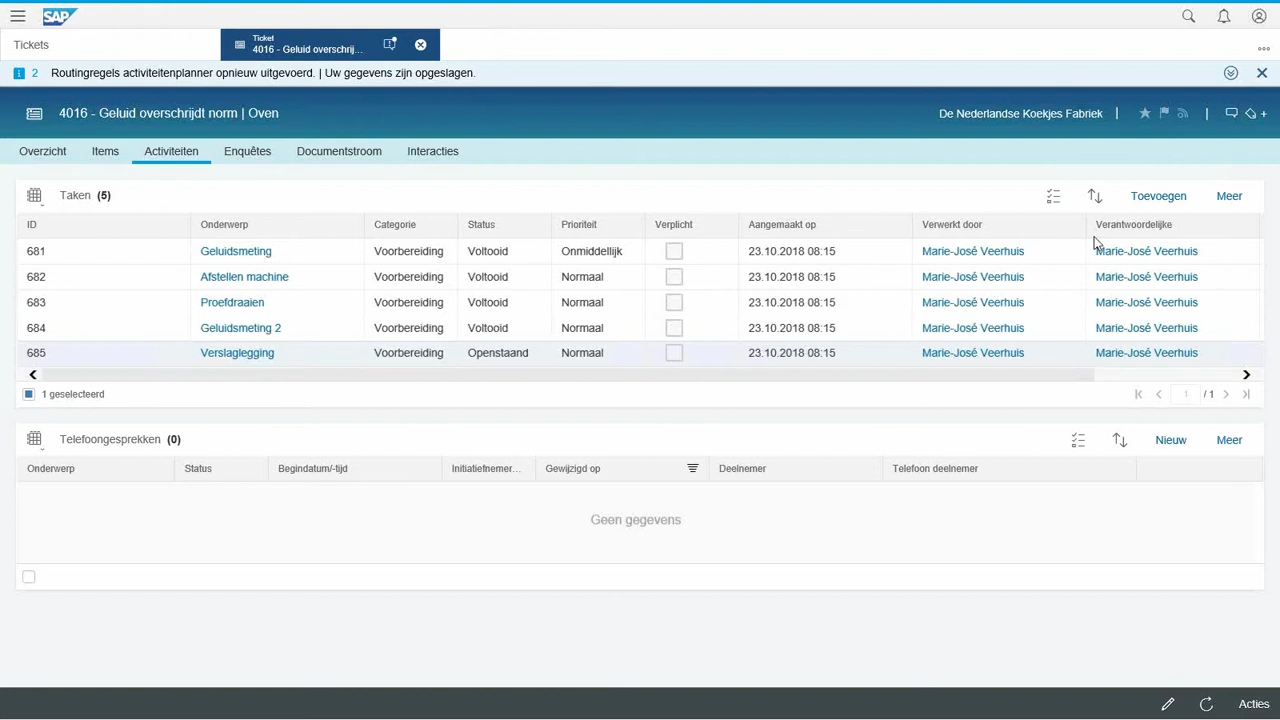 SAP
Tickets
Ticket
4016 - Geluid overschrij...
2 Routingregels activiteitenplanner opnieuw uitgevoerd. | Uw gegevens zijn opgeslagen.
4016 - Geluid overschrijdt norm | Oven
De Nederlandse Koekjes Fabriek
Overzicht Items Activiteiten Enquêtes Documentstroom Interacties
Taken (5) Toevoegen Meer
ID Onderwerp Categorie Status Prioriteit Verplicht Aangemaakt op Verwerkt door Verantwoordelijke
681 Geluidsmeting Voorbereiding Voltooid Onmiddellijk 23.10.2018 08:15 Marie-José Veerhuis Marie-José Veerhuis
682 Afstellen machine Voorbereiding Voltooid Normaal 23.10.2018 08:15 Marie-José Veerhuis Marie-José Veerhuis
683 Proefdraaien Voorbereiding Voltooid Normaal 23.10.2018 08:15 Marie-José Veerhuis Marie-José Veerhuis
684 Geluidsmeting 2 Voorbereiding Voltooid Normaal 23.10.2018 08:15 Marie-José Veerhuis Marie-José Veerhuis
685 Verslaglegging Voorbereiding Openstaand Normaal 23.10.2018 08:15 Marie-José Veerhuis Marie-José Veerhuis
1 geselecteerd 1 / 1
Telefoongesprekken (0) Nieuw Meer
Onderwerp Status Begindatum/-tijd Initiatiefnemer... Gewijzigd op Deelnemer Telefoon deelnemer
Geen gegevens
Acties